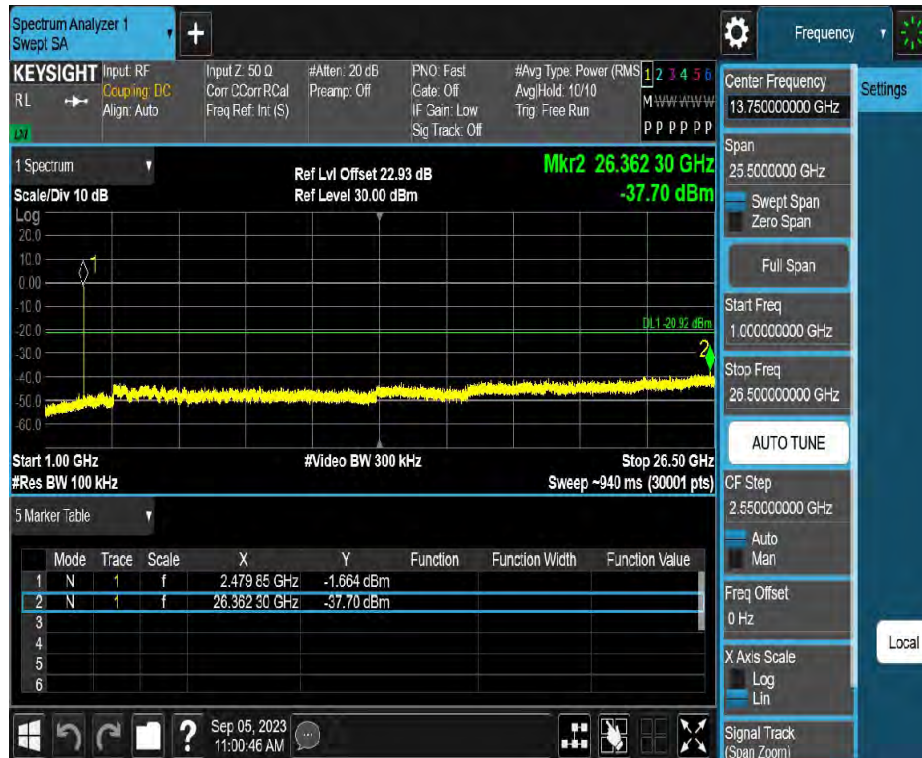 Spectrum Analyzer 1
Swept SA
+
Frequency
KEYSIGHT
RL
Input: RF
Coupling: DC
Align: Auto
Input Z: 50 Ω
Corr CCorr RCal
Freq Ref: Int (S)
#Atten: 20 dB
Preamp: Off
PNO: Fast
Gate: Off
IF Gain: Low
Sig Track: Off
#Avg Type: Power (RMS
Avg|Hold: 10/10
Trig: Free Run
1 2 3 4 5 6
M W W W W W
P P P P P P
1 Spectrum
Scale/Div 10 dB
Ref Lvl Offset 22.93 dB
Ref Level 30.00 dBm
Mkr2 26.362 30 GHz
-37.70 dBm
Log
20.0
10.0
0.00
-10.0
-20.0
-30.0
-40.0
-50.0
-60.0
1
DL1 -20.92 dBm
2
Start 1.00 GHz
#Video BW 300 kHz
Stop 26.50 GHz
#Res BW 100 kHz
Sweep ~940 ms (30001 pts)
5 Marker Table
Mode Trace Scale X Y Function Function Width Function Value
1 N 1 f 2.479 85 GHz -1.664 dBm
2 N 1 f 26.362 30 GHz -37.70 dBm
3
4
5
6
?
Sep 05, 2023
11:00:46 AM
Center Frequency
13.750000000 GHz
Settings
Span
25.5000000 GHz
Swept Span
Zero Span
Full Span
Start Freq
1.000000000 GHz
Stop Freq
26.500000000 GHz
AUTO TUNE
CF Step
2.550000000 GHz
Auto
Man
Freq Offset
0 Hz
X Axis Scale
Log
Lin
Local
Signal Track
(Span Zoom)